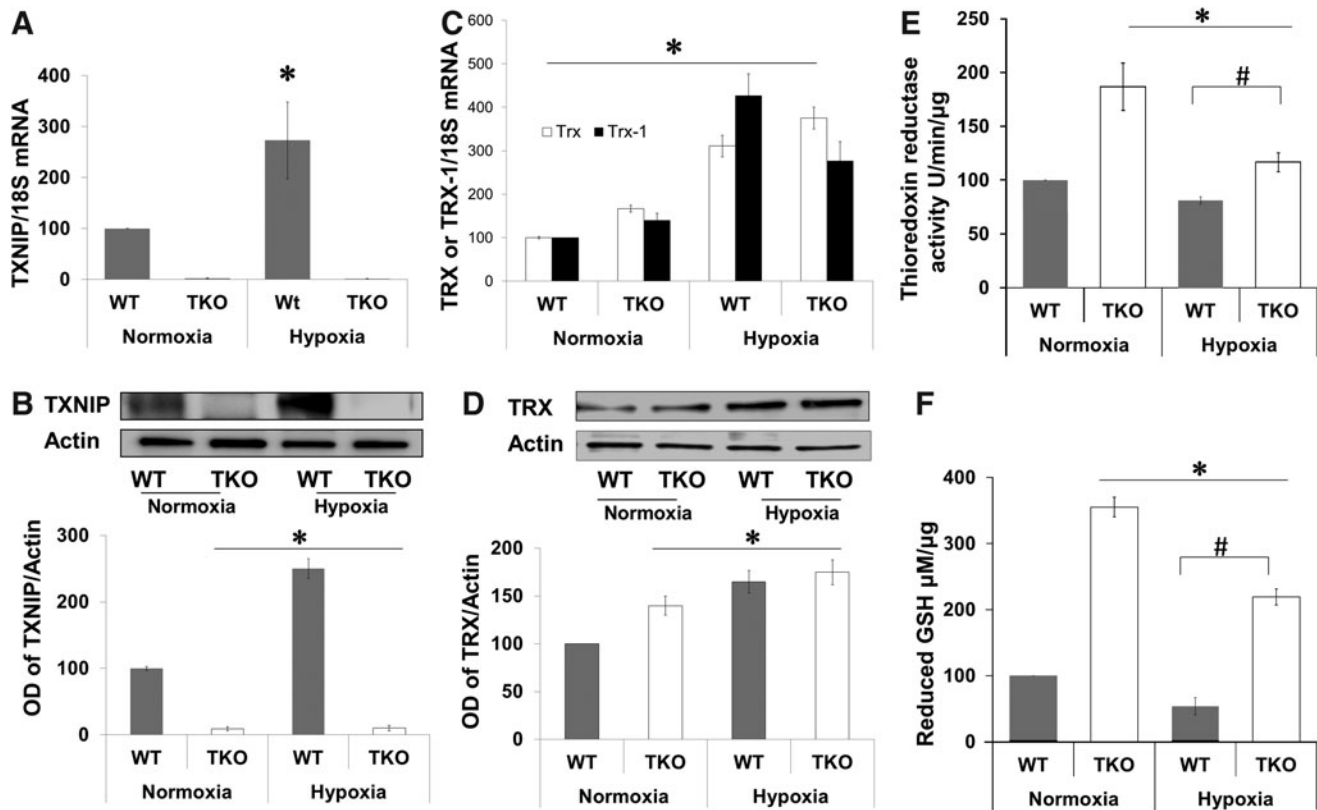 A
TXNIP/18S mRNA
400
300
200
100
0
*
WT TKO Wt TKO
Normoxia Hypoxia
C
TRX or TRX-1/18S mRNA
600
500
400
300
200
100
0
*
Trx Trx-1
WT TKO WT TKO
Normoxia Hypoxia
E
Thioredoxin reductase
activity U/min/µg
250
200
150
100
50
0
*
#
WT TKO WT TKO
Normoxia Hypoxia
B
TXNIP
Actin
WT TKO WT TKO
Normoxia Hypoxia
OD of TXNIP/Actin
300
200
100
0
*
WT TKO WT TKO
Normoxia Hypoxia
D
TRX
Actin
WT TKO WT TKO
Normoxia Hypoxia
OD of TRX/Actin
200
150
100
50
0
*
WT TKO WT TKO
Normoxia Hypoxia
F
Reduced GSH µM/µg
400
300
200
100
0
*
#
WT TKO WT TKO
Normoxia Hypoxia